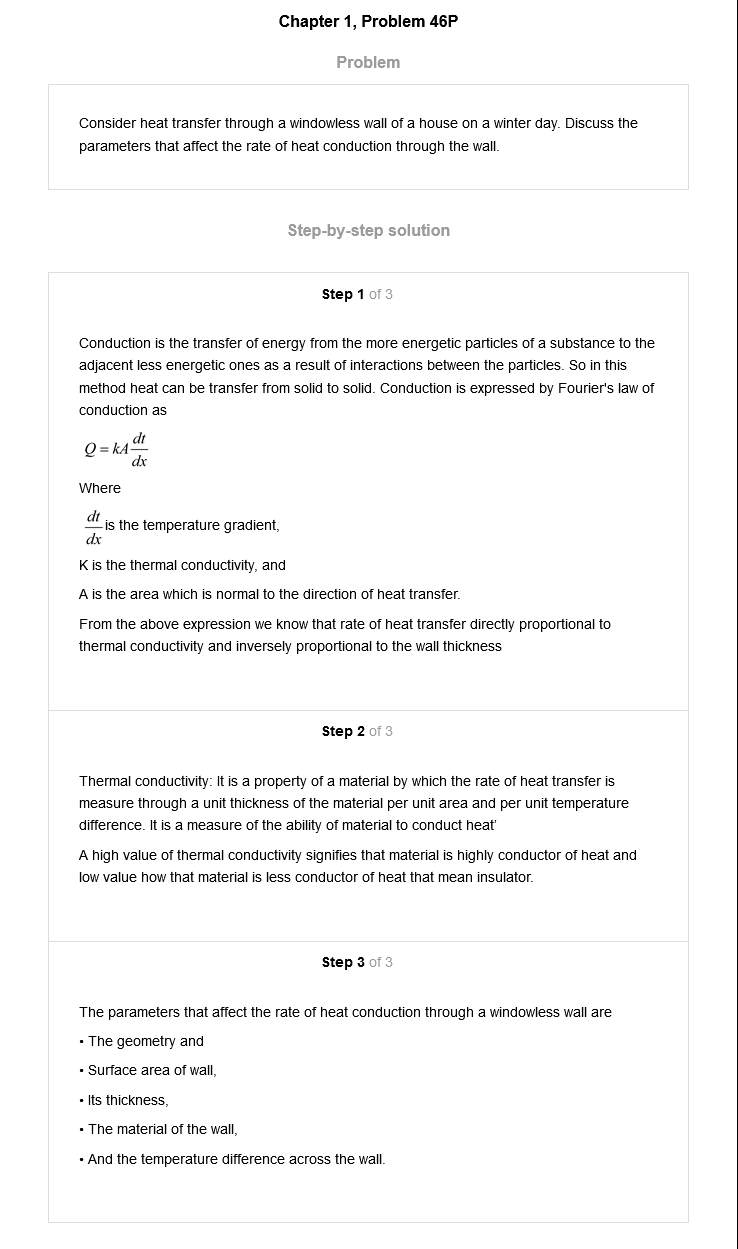 Chapter 1, Problem 46P
Problem
Consider heat transfer through a windowless wall of a house on a winter day. Discuss the
parameters that affect the rate of heat conduction through the wall.
Step-by-step solution
Step 1 of 3
Conduction is the transfer of energy from the more energetic particles of a substance to the
adjacent less energetic ones as a result of interactions between the particles. So in this
method heat can be transfer from solid to solid. Conduction is expressed by Fourier's law of
conduction as
Q = kA dt/dx
Where
dt/dx is the temperature gradient,
K is the thermal conductivity, and
A is the area which is normal to the direction of heat transfer.
From the above expression we know that rate of heat transfer directly proportional to
thermal conductivity and inversely proportional to the wall thickness
Step 2 of 3
Thermal conductivity: It is a property of a material by which the rate of heat transfer is
measure through a unit thickness of the material per unit area and per unit temperature
difference. It is a measure of the ability of material to conduct heat'
A high value of thermal conductivity signifies that material is highly conductor of heat and
low value how that material is less conductor of heat that mean insulator.
Step 3 of 3
The parameters that affect the rate of heat conduction through a windowless wall are
• The geometry and
• Surface area of wall,
• Its thickness,
• The material of the wall,
• And the temperature difference across the wall.